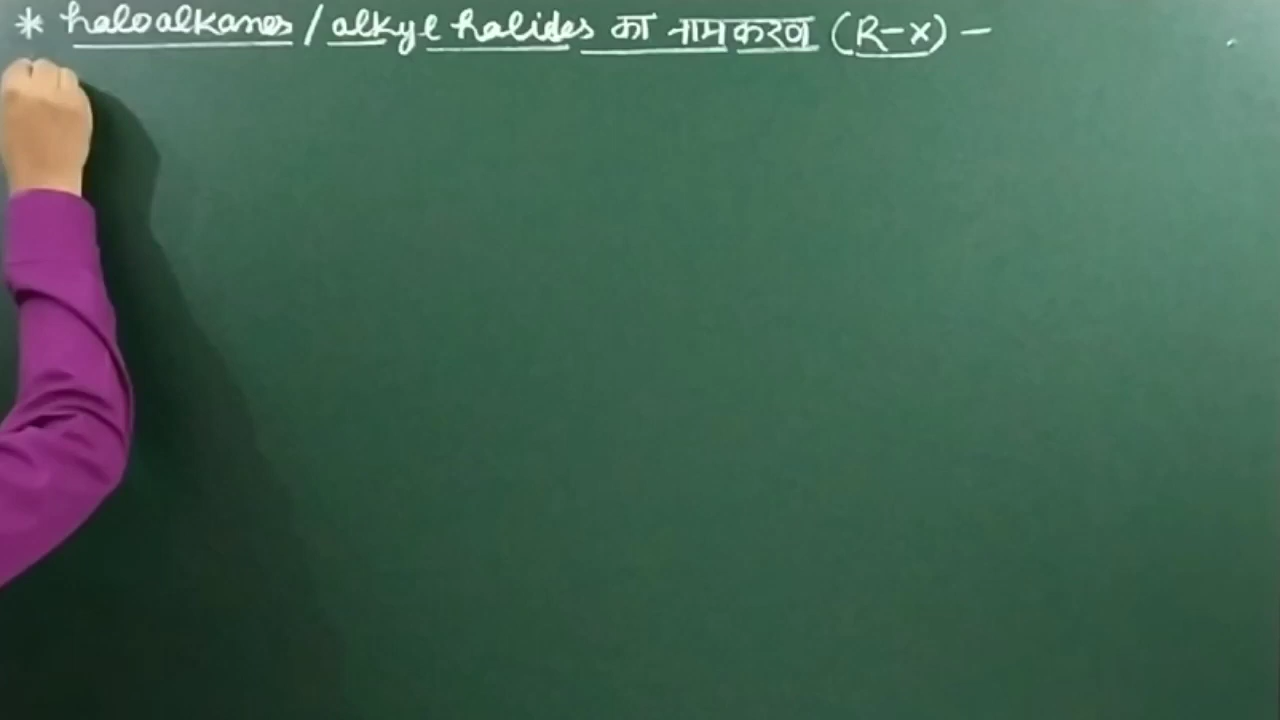 * haloalkanes / alkyl halides का नामकरण (R-X) -